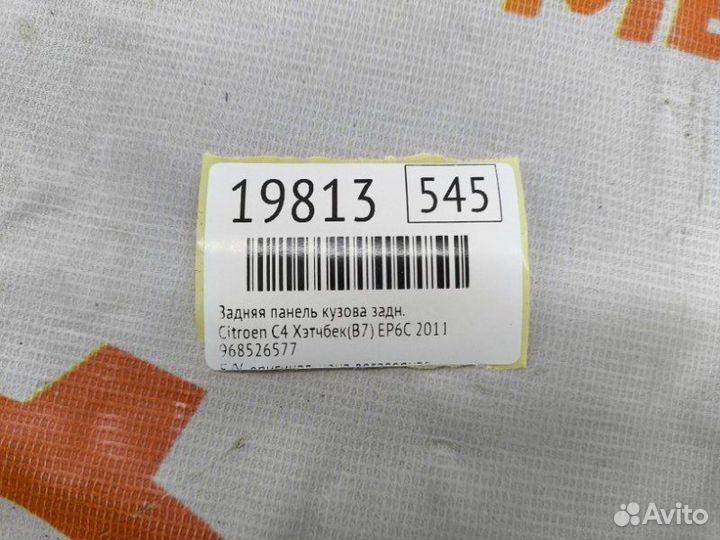 19813 545
Задняя панель кузова задн.
Citroen C4 Хэтчбек(B7) EP6C 2011
968526577
Avito